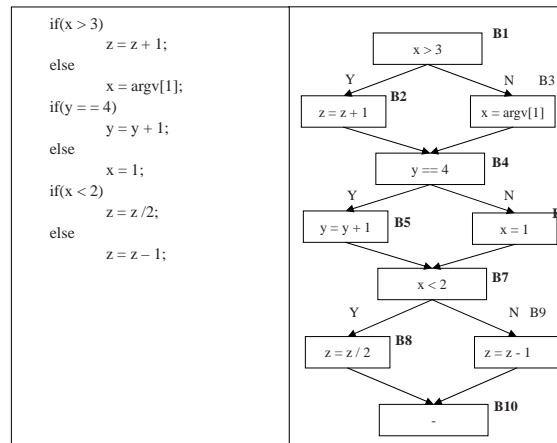 if(x > 3)
z = z + 1;
else
x = argv[1];
if(y = = 4)
y = y + 1;
else
x = 1;
if(x < 2)
z = z /2;
else
z = z – 1;
B1
x > 3
Y
N
B3
B2
z = z + 1
x = argv[1]
B4
y == 4
Y
N
y = y + 1
B5
x = 1
B7
x < 2
Y
N
B9
z = z / 2
B8
z = z - 1
B10
-